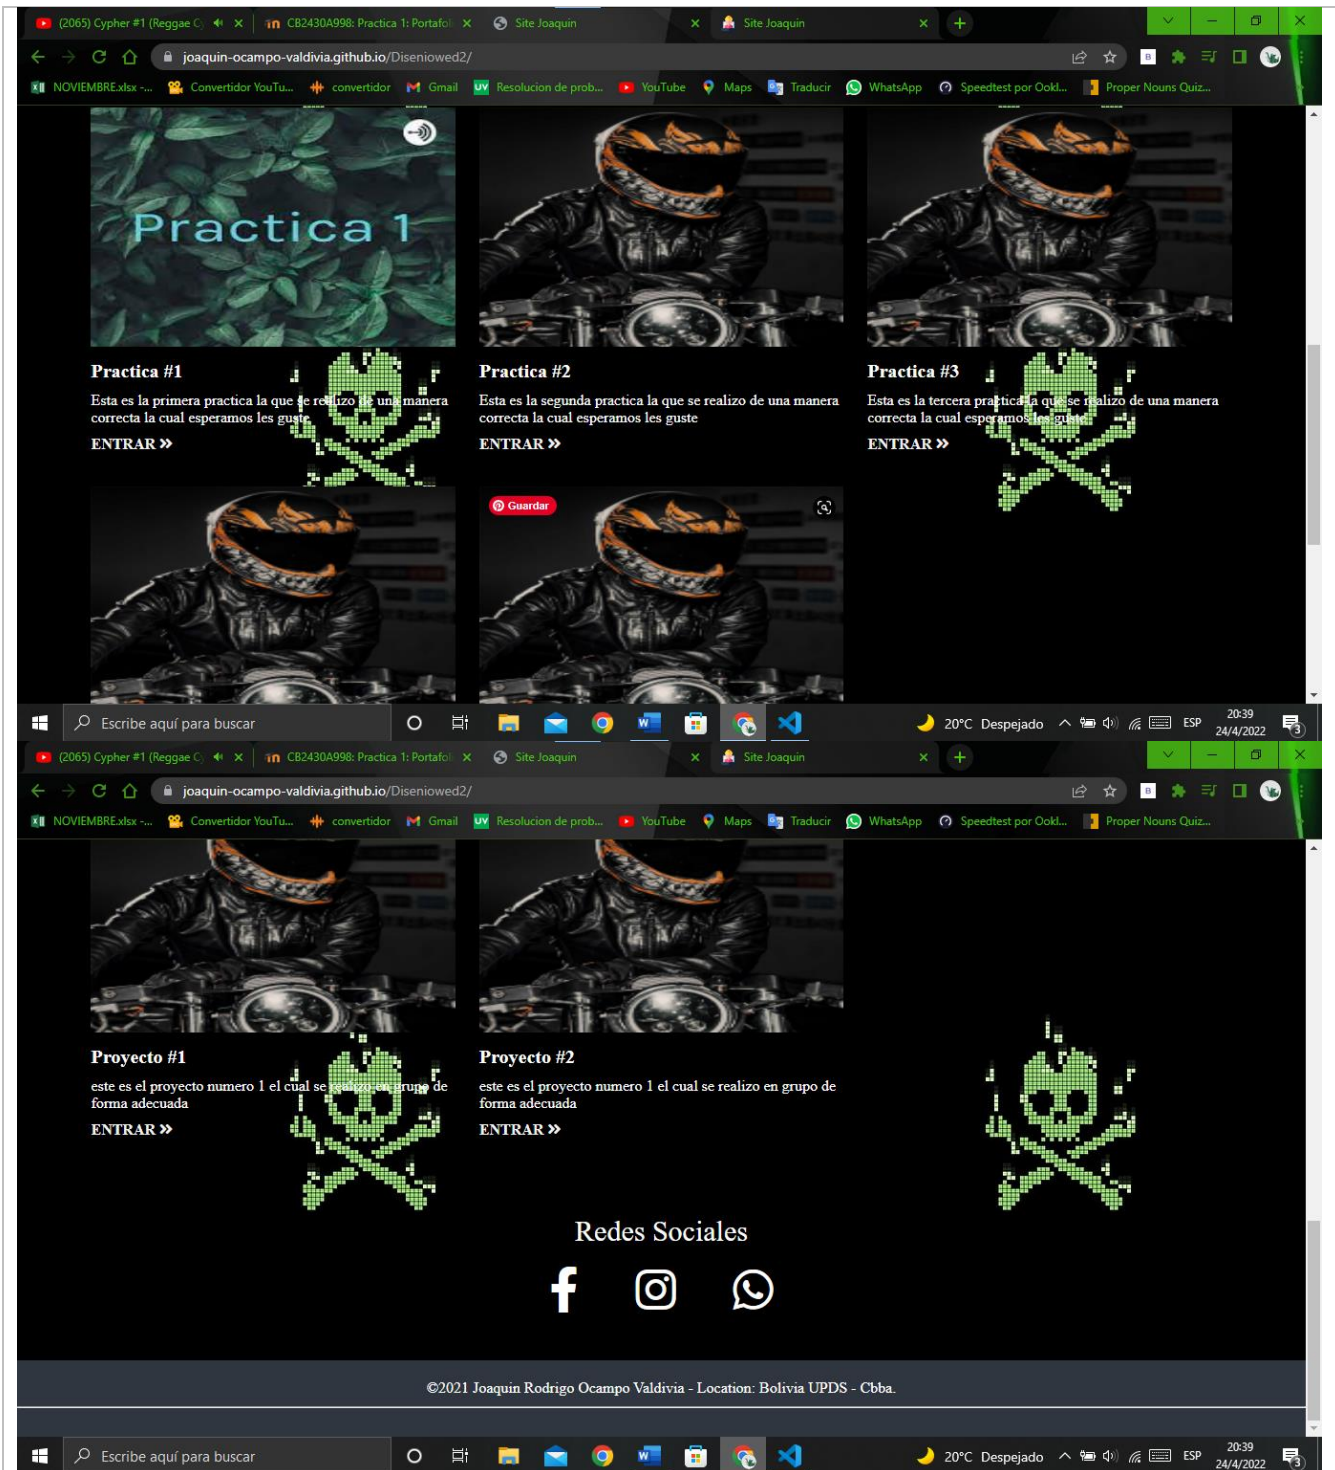 (2065) Cypher #1 (Reggae C
CB2430A998: Practica 1: Portafol
Site Joaquin
Site Joaquin
joaquin-ocampo-valdivia.github.io/Diseniowed2/
NOVIEMBRE.xlsx -...
Convertidor YouTu...
convertidor
Gmail
Resolucion de prob...
YouTube
Maps
Traducir
WhatsApp
Speedtest por Ookl...
Proper Nouns Quiz...
Practica 1
Practica #1
Esta es la primera practica la que se realizo de una manera
correcta la cual esperamos les guste
ENTRAR
Practica #2
Esta es la segunda practica la que se realizo de una manera
correcta la cual esperamos les guste
ENTRAR
Practica #3
Esta es la tercera practica la que se realizo de una manera
correcta la cual esperamos les guste
ENTRAR
Guardar
Escribe aquí para buscar
20°C Despejado
ESP
20:39
24/4/2022
3
(2065) Cypher #1 (Reggae C
CB2430A998: Practica 1: Portafol
Site Joaquin
Site Joaquin
joaquin-ocampo-valdivia.github.io/Diseniowed2/
NOVIEMBRE.xlsx -...
Convertidor YouTu...
convertidor
Gmail
Resolucion de prob...
YouTube
Maps
Traducir
WhatsApp
Speedtest por Ookl...
Proper Nouns Quiz...
Proyecto #1
este es el proyecto numero 1 el cual se realizo en grupo de
forma adecuada
ENTRAR
Proyecto #2
este es el proyecto numero 1 el cual se realizo en grupo de
forma adecuada
ENTRAR
Redes Sociales
©2021 Joaquin Rodrigo Ocampo Valdivia - Location: Bolivia UPDS - Cbba.
Escribe aquí para buscar
20°C Despejado
ESP
20:39
24/4/2022
3